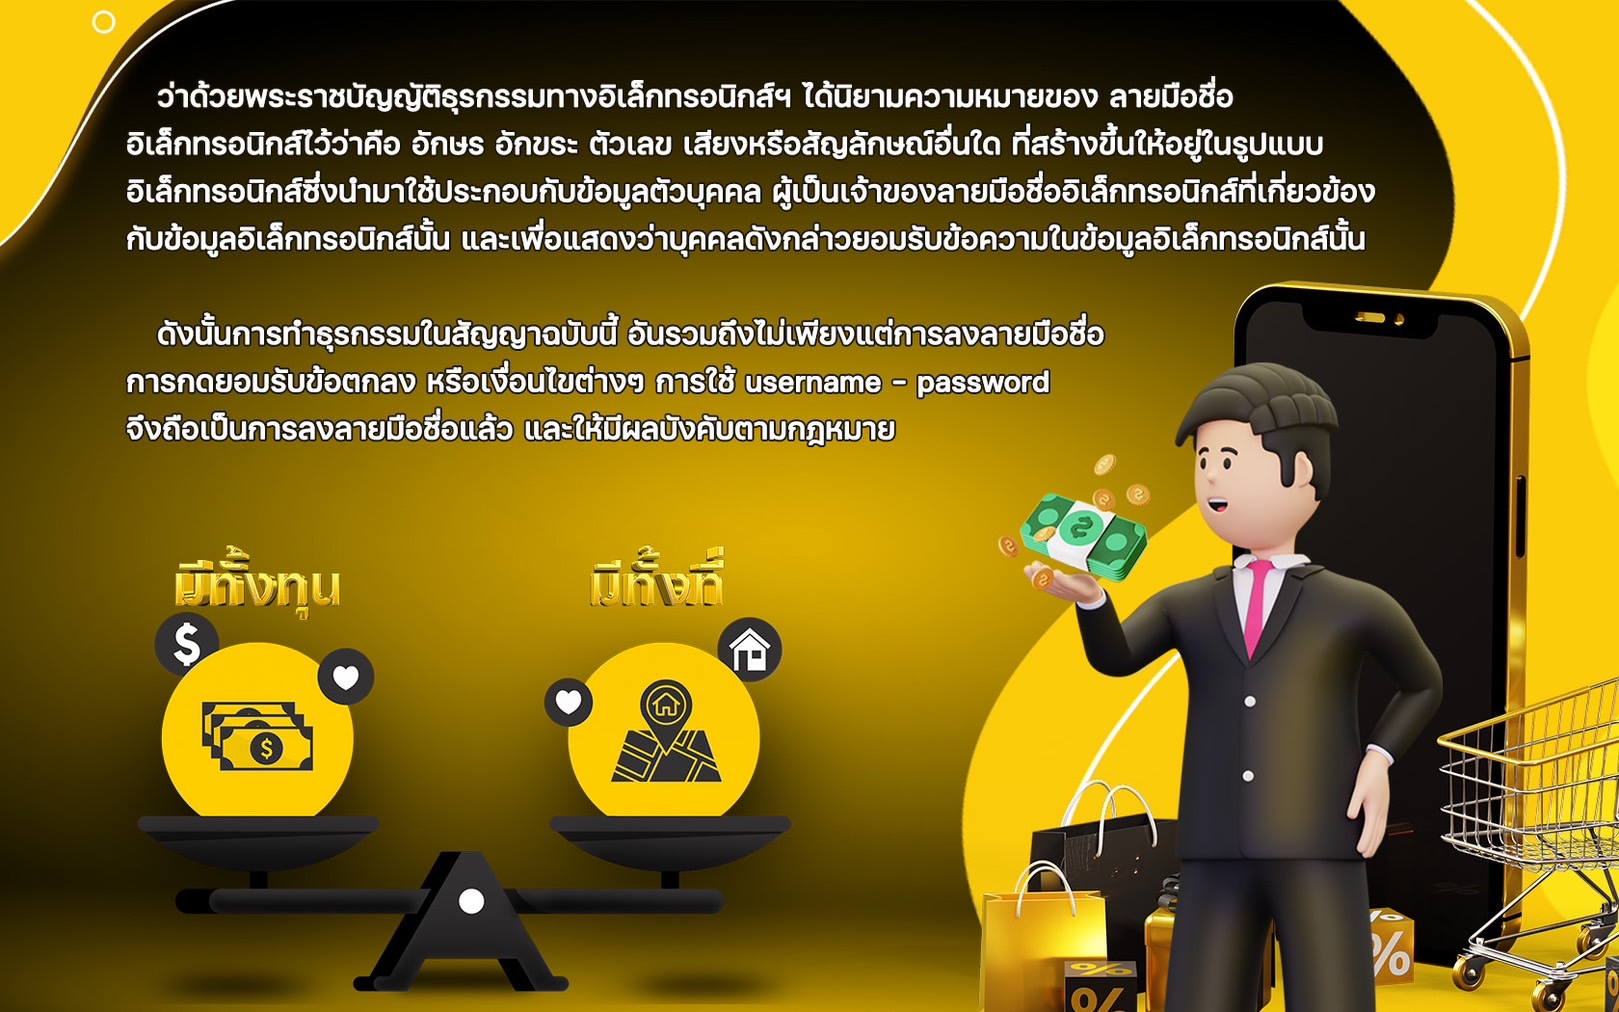 ว่าด้วยพระราชบัญญัติธุรกรรมทางอิเล็กทรอนิกส์ฯ ได้นิยามความหมายของ ลายมือชื่อ
อิเล็กทรอนิกส์ไว้ว่าคือ อักษร อักขระ ตัวเลข เสียงหรือสัญลักษณ์อื่นใด ที่สร้างขึ้นให้อยู่ในรูปแบบ
อิเล็กทรอนิกส์ซึ่งนำมาใช้ประกอบกับข้อมูลตัวบุคคล ผู้เป็นเจ้าของลายมือชื่ออิเล็กทรอนิกส์ที่เกี่ยวข้อง
กับข้อมูลอิเล็กทรอนิกส์นั้น และเพื่อแสดงว่าบุคคลดังกล่าวยอมรับข้อความในข้อมูลอิเล็กทรอนิกส์นั้น
ดังนั้นการทำธุรกรรมในสัญญาฉบับนี้ อันรวมถึงไม่เพียงแต่การลงลายมือชื่อ
การกดยอมรับข้อตกลง หรือเงื่อนไขต่างๆ การใช้ username - password
จึงถือเป็นการลงลายมือชื่อแล้ว และให้มีผลบังคับตามกฎหมาย
มีทั้งทุน
มีทั้งที่
$
$
%
%
%